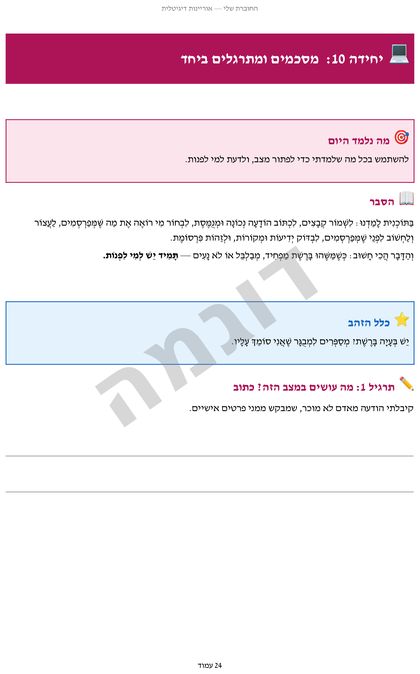 החוברת שלי — אוריינות דיגיטלית
יחידה 10: מסכמים ומתרגלים ביחד
מה נלמד היום
להשתמש בכל מה שלמדתי כדי לפתור מצב, ולדעת למי לפנות.
הסבר
בַּתּוֹכְנִית לָמַדְנוּ: לִשְׁמוֹר קְבָצִים, לִכְתּוֹב הוֹדָעָה נְכוֹנָה וּמְנֻמֶּסֶת, לִבְחוֹר מִי רוֹאֶה אֶת מַה שֶּׁמְּפַרְסְמִים, לַעֲצוֹר
וְלַחְשׁוֹב לִפְנֵי שֶׁמְּפַרְסְמִים, לִבְדּוֹק יְדִיעוֹת וּמְקוֹרוֹת, וּלְזַהוֹת פִּרְסוֹמֶת.
וְהַדָּבָר הֲכִי חָשׁוּב: כְּשֶׁמַּשֶּׁהוּ בָּרֶשֶׁת מַפְחִיד, מְבַלְבֵּל אוֹ לֹא נָעִים — תָּמִיד יֵשׁ לְמִי לִפְנוֹת.
כלל הזהב
יֵשׁ בְּעָיָה בָּרֶשֶׁת? מְסַפְּרִים לִמְבֻגָּר שֶׁאֲנִי סוֹמֵךְ עָלָיו.
תרגיל 1: מה עושים במצב הזה? כתוב
קיבלתי הודעה מאדם לא מוכר, שמבקש ממני פרטים אישיים.
דוגמה
עמוד 24